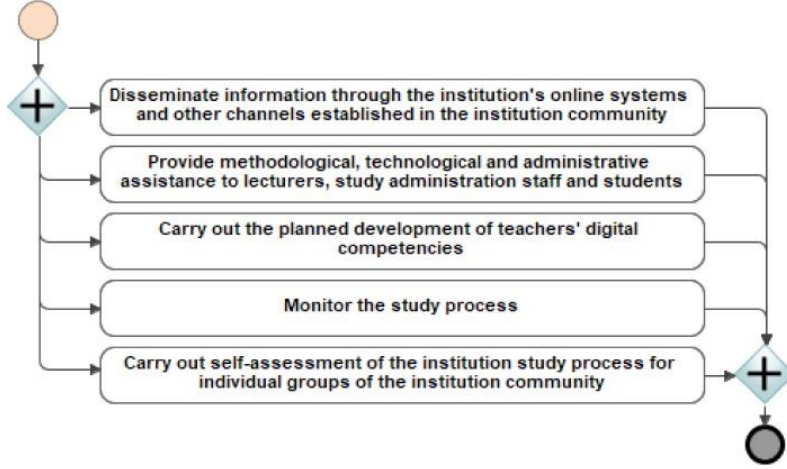 Disseminate information through the institution's online systems
and other channels established in the institution community
Provide methodological, technological and administrative
assistance to lecturers, study administration staff and students
Carry out the planned development of teachers' digital
competencies
Monitor the study process
Carry out self-assessment of the institution study process for
individual groups of the institution community